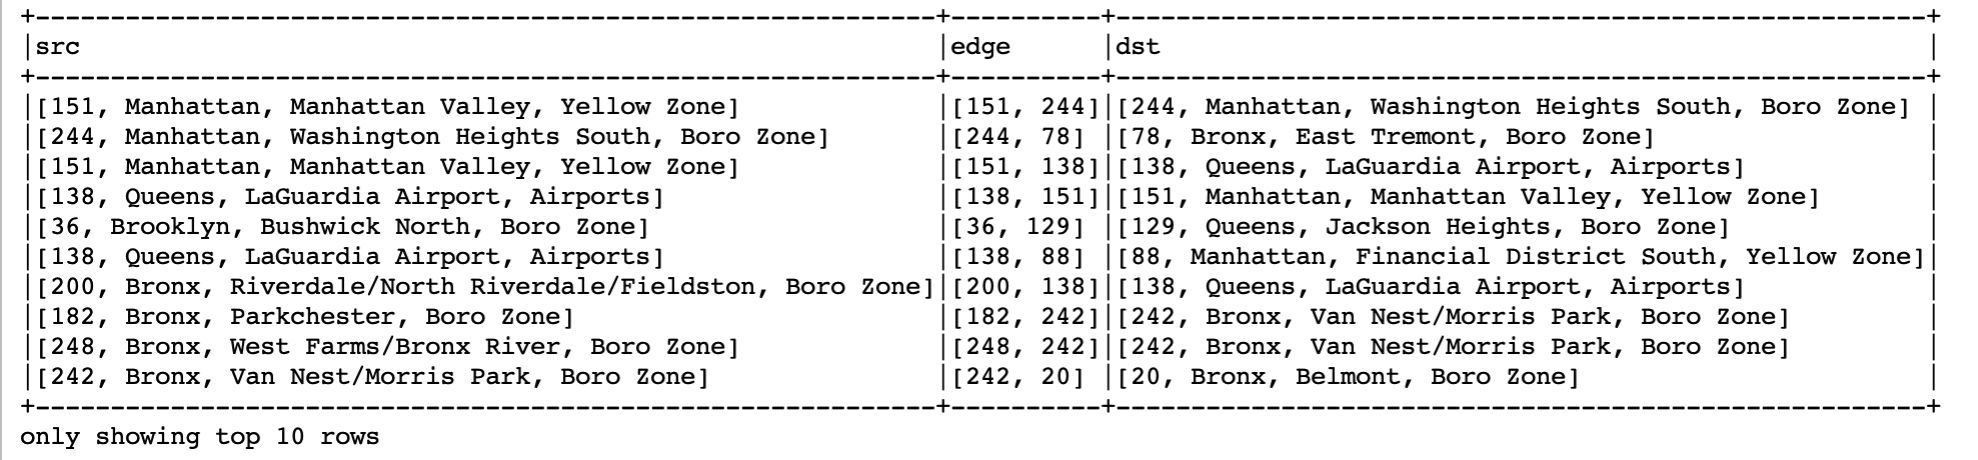 +------------------------------------------------------------+----------+------------------------------------------------------+
|src                                                         |edge      |dst                                                   |
+------------------------------------------------------------+----------+------------------------------------------------------+
|[151, Manhattan, Manhattan Valley, Yellow Zone]             |[151, 244]|[244, Manhattan, Washington Heights South, Boro Zone] |
|[244, Manhattan, Washington Heights South, Boro Zone]       |[244, 78] |[78, Bronx, East Tremont, Boro Zone]                  |
|[151, Manhattan, Manhattan Valley, Yellow Zone]             |[151, 138]|[138, Queens, LaGuardia Airport, Airports]            |
|[138, Queens, LaGuardia Airport, Airports]                  |[138, 151]|[151, Manhattan, Manhattan Valley, Yellow Zone]       |
|[36, Brooklyn, Bushwick North, Boro Zone]                   |[36, 129] |[129, Queens, Jackson Heights, Boro Zone]             |
|[138, Queens, LaGuardia Airport, Airports]                  |[138, 88] |[88, Manhattan, Financial District South, Yellow Zone]|
|[200, Bronx, Riverdale/North Riverdale/Fieldston, Boro Zone]|[200, 138]|[138, Queens, LaGuardia Airport, Airports]            |
|[182, Bronx, Parkchester, Boro Zone]                        |[182, 242]|[242, Bronx, Van Nest/Morris Park, Boro Zone]         |
|[248, Bronx, West Farms/Bronx River, Boro Zone]             |[248, 242]|[242, Bronx, Van Nest/Morris Park, Boro Zone]         |
|[242, Bronx, Van Nest/Morris Park, Boro Zone]               |[242, 20] |[20, Bronx, Belmont, Boro Zone]                       |
+------------------------------------------------------------+----------+------------------------------------------------------+
only showing top 10 rows